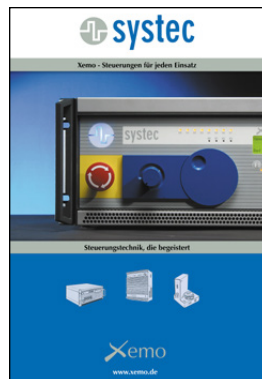 systec
Xemo - Steuerungen für jeden Einsatz
systec
Steuerungstechnik, die begeistert
Xemo
www.xemo.de